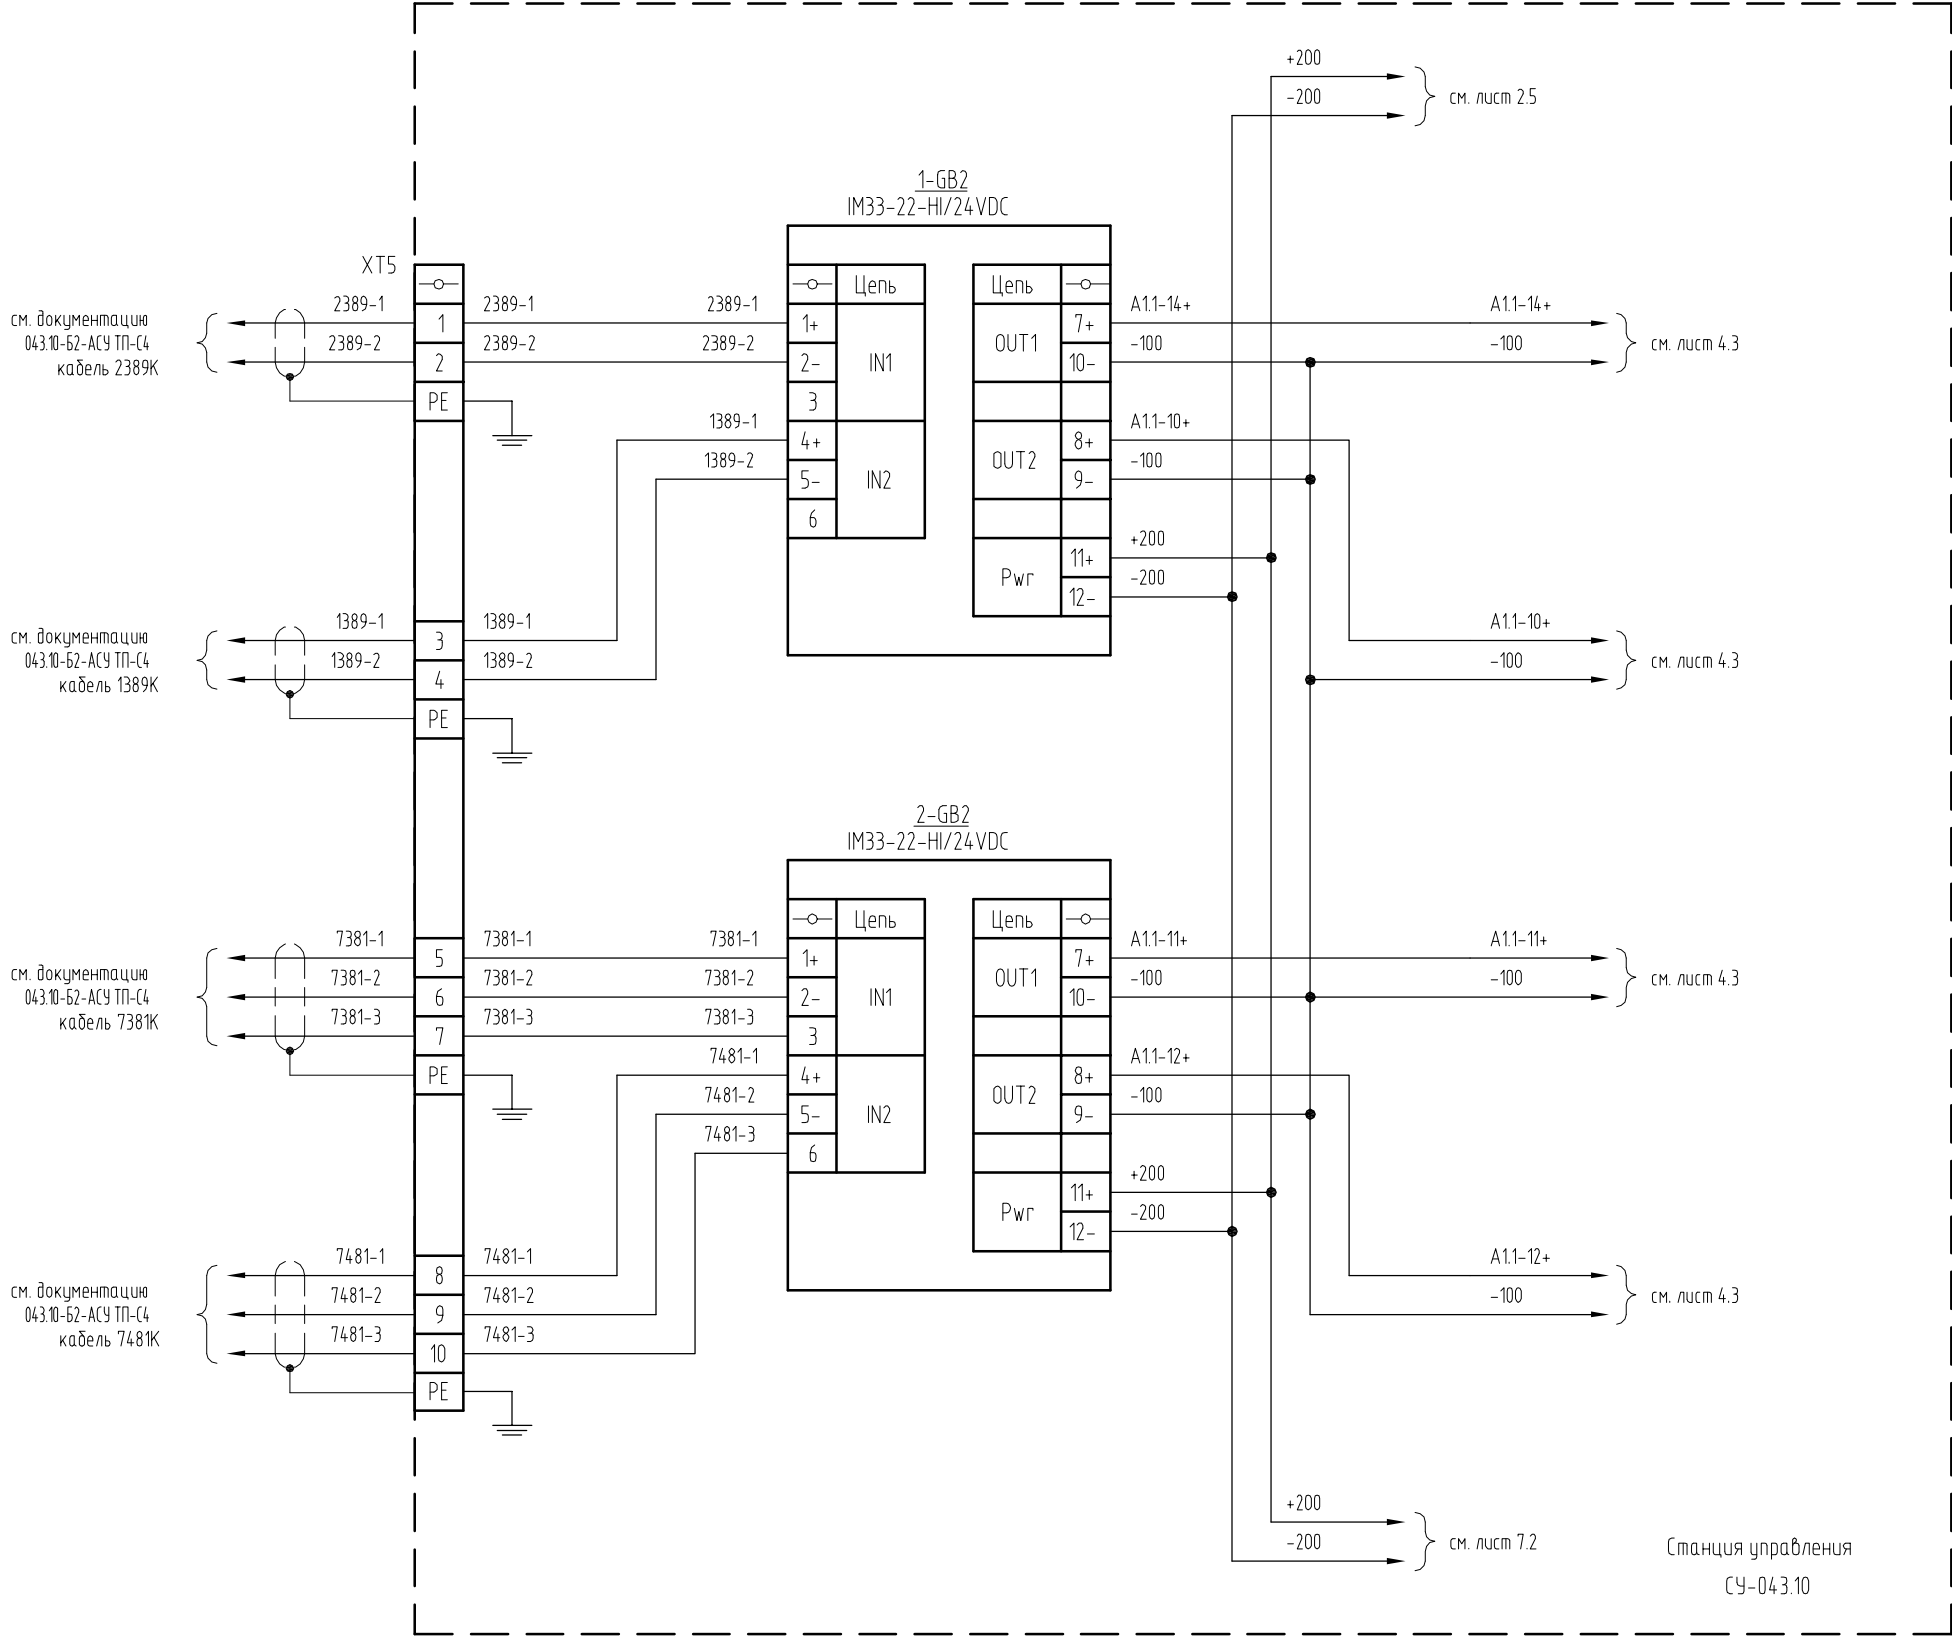 +200
-200
см. лист 2.5
1-GB2
IM33-22-HI/24VDC
XT5
Цепь
Цепь
см. документацию
043.10-Б2-АСУ ТП-С4
кабель 2389К
2389-1
1
2389-1
2389-1
1+
IN1
OUT1
7+
A1.1-14+
A1.1-14+
2389-2
2
2389-2
2389-2
2-
10-
-100
-100
см. лист 4.3
PE
3
1389-1
4+
IN2
OUT2
8+
A1.1-10+
1389-2
5-
9-
-100
6
Pwr
11+
+200
12-
-200
см. документацию
043.10-Б2-АСУ ТП-С4
кабель 1389К
1389-1
3
1389-1
A1.1-10+
1389-2
4
1389-2
-100
см. лист 4.3
PE
2-GB2
IM33-22-HI/24VDC
Цепь
Цепь
см. документацию
043.10-Б2-АСУ ТП-С4
кабель 7381К
7381-1
5
7381-1
7381-1
1+
IN1
OUT1
7+
A1.1-11+
A1.1-11+
7381-2
6
7381-2
7381-2
2-
10-
-100
-100
см. лист 4.3
7381-3
7
7381-3
7381-3
3
PE
7481-1
4+
IN2
OUT2
8+
A1.1-12+
7481-2
5-
9-
-100
7481-3
6
Pwr
11+
+200
12-
-200
см. документацию
043.10-Б2-АСУ ТП-С4
кабель 7481К
7481-1
8
7481-1
A1.1-12+
7481-2
9
7481-2
-100
см. лист 4.3
7481-3
10
7481-3
PE
+200
-200
см. лист 7.2
Станция управления
СУ-043.10